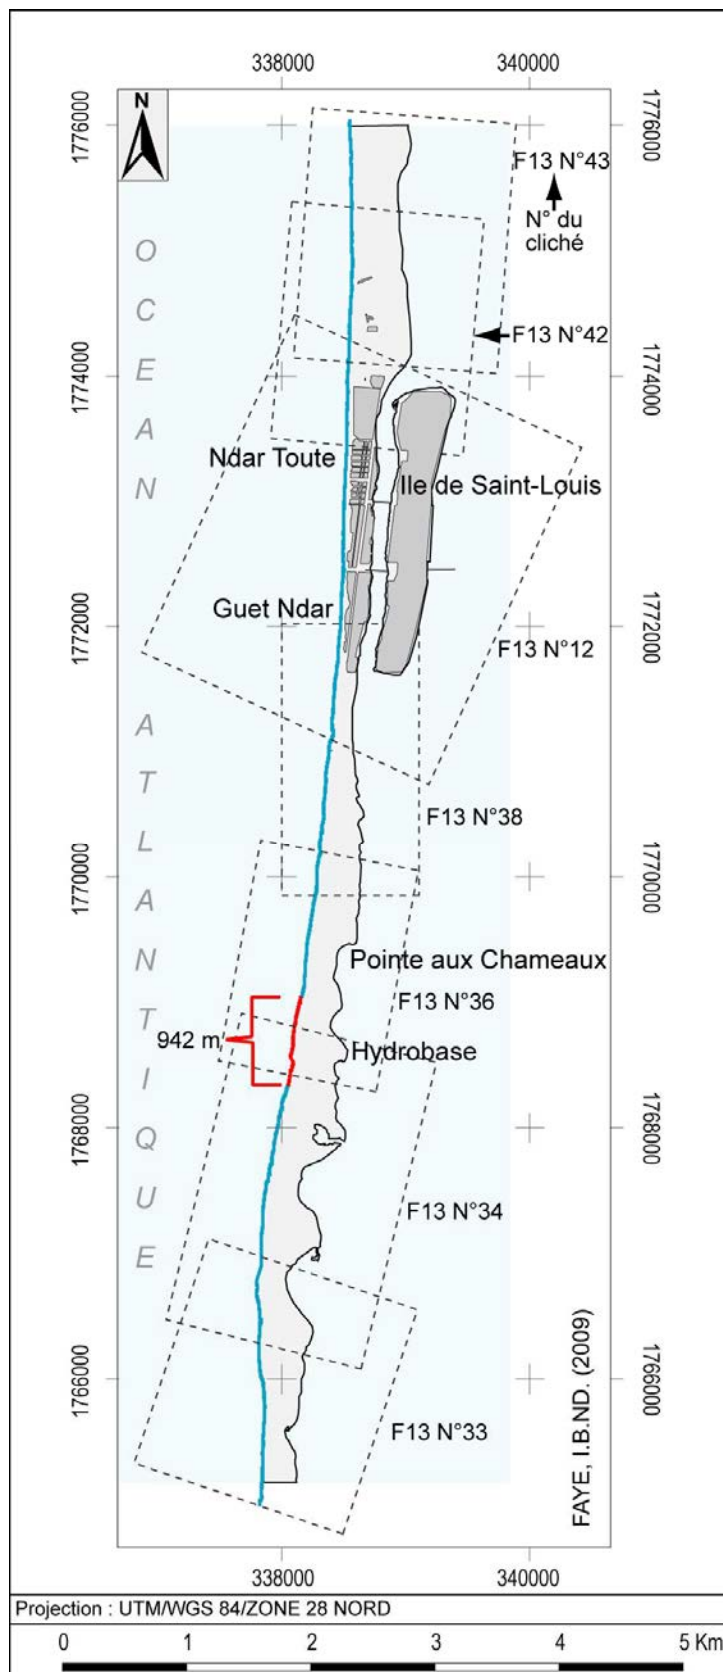 338000
340000
N
1776000
1776000
F13 N°43
N° du
cliché
F13 N°42
1774000
1774000
Ndar Toute
Ile de Saint-Louis
Guet Ndar
1772000
1772000
F13 N°12
F13 N°38
1770000
1770000
Pointe aux Chameaux
F13 N°36
942 m
Hydrobase
1768000
1768000
F13 N°34
OCEAN ATLANTIQUE
1766000
1766000
F13 N°33
FAYE, I.B.ND. (2009)
338000
340000
Projection : UTM/WGS 84/ZONE 28 NORD
0 1 2 3 4 5 Km